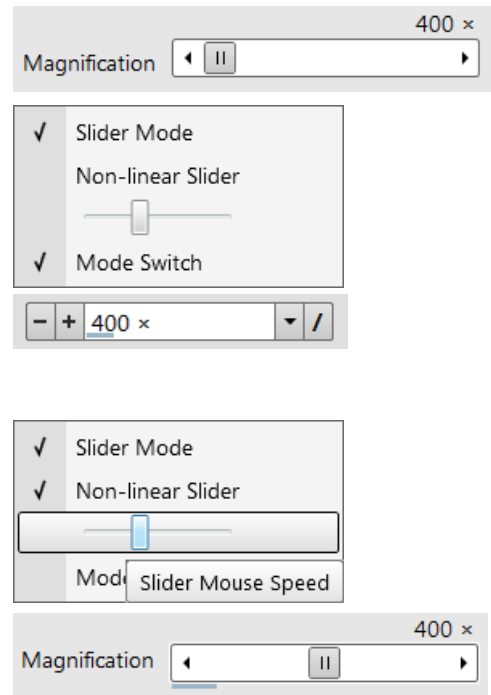 400 ×
Magnification
✓ Slider Mode
Non-linear Slider
✓ Mode Switch
− + 400 × /
✓ Slider Mode
✓ Non-linear Slider
Mod
Slider Mouse Speed
400 ×
Magnification